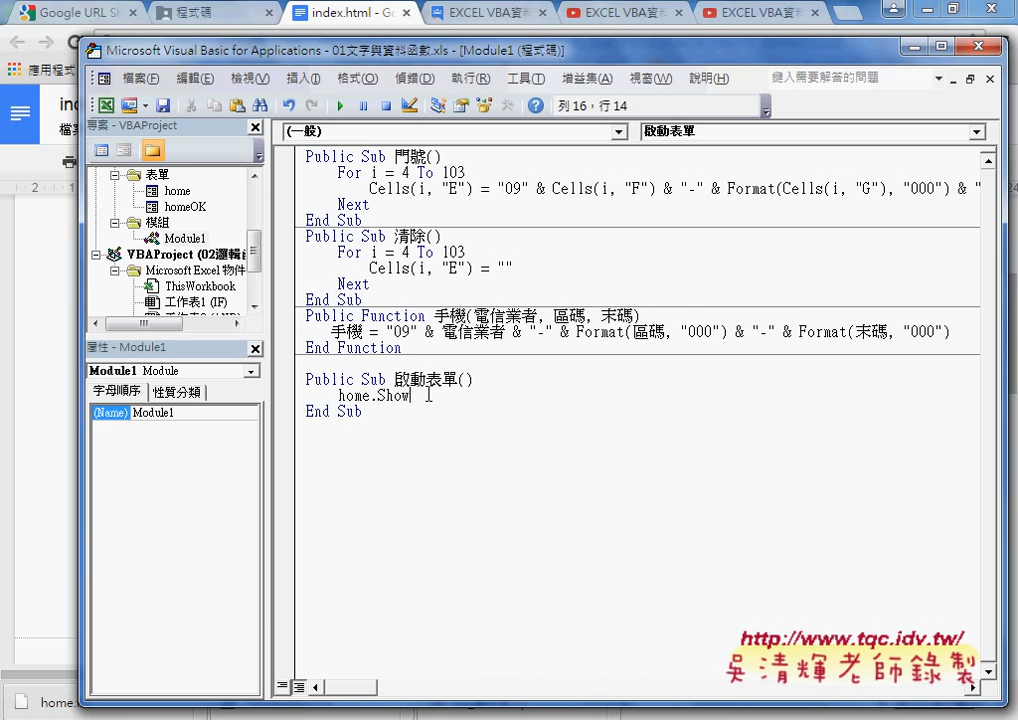 Google URL Sh
程式碼
index.html - Go
EXCEL VBA資料
EXCEL VBA資料
EXCEL VBA資料
應用程式
檔案
Microsoft Visual Basic for Applications - 01文字與資料函數.xls - [Module1 (程式碼)]
檔案(F) 編輯(E) 檢視(V) 插入(I) 格式(O) 偵錯(D) 執行(R) 工具(T) 增益集(A) 視窗(W) 說明(H) 鍵入需要解答的問題
列 16，行 14
專案 - VBAProject
(一般)
啟動表單
表單
home
homeOK
模組
Module1
VBAProject (02邏輯
Microsoft Excel 物件
ThisWorkbook
工作表1 (IF)
屬性 - Module1
Module1 Module
字母順序 性質分類
(Name) Module1
Public Sub 門號()
For i = 4 To 103
Cells(i, "E") = "09" & Cells(i, "F") & "-" & Format(Cells(i, "G"), "000") & "
Next
End Sub
Public Sub 清除()
For i = 4 To 103
Cells(i, "E") = ""
Next
End Sub
Public Function 手機(電信業者, 區碼, 末碼)
手機 = "09" & 電信業者 & "-" & Format(區碼, "000") & "-" & Format(末碼, "000")
End Function
Public Sub 啟動表單()
home.Show
End Sub
http://www.tqc.idv.tw/
吳清輝老師錄製